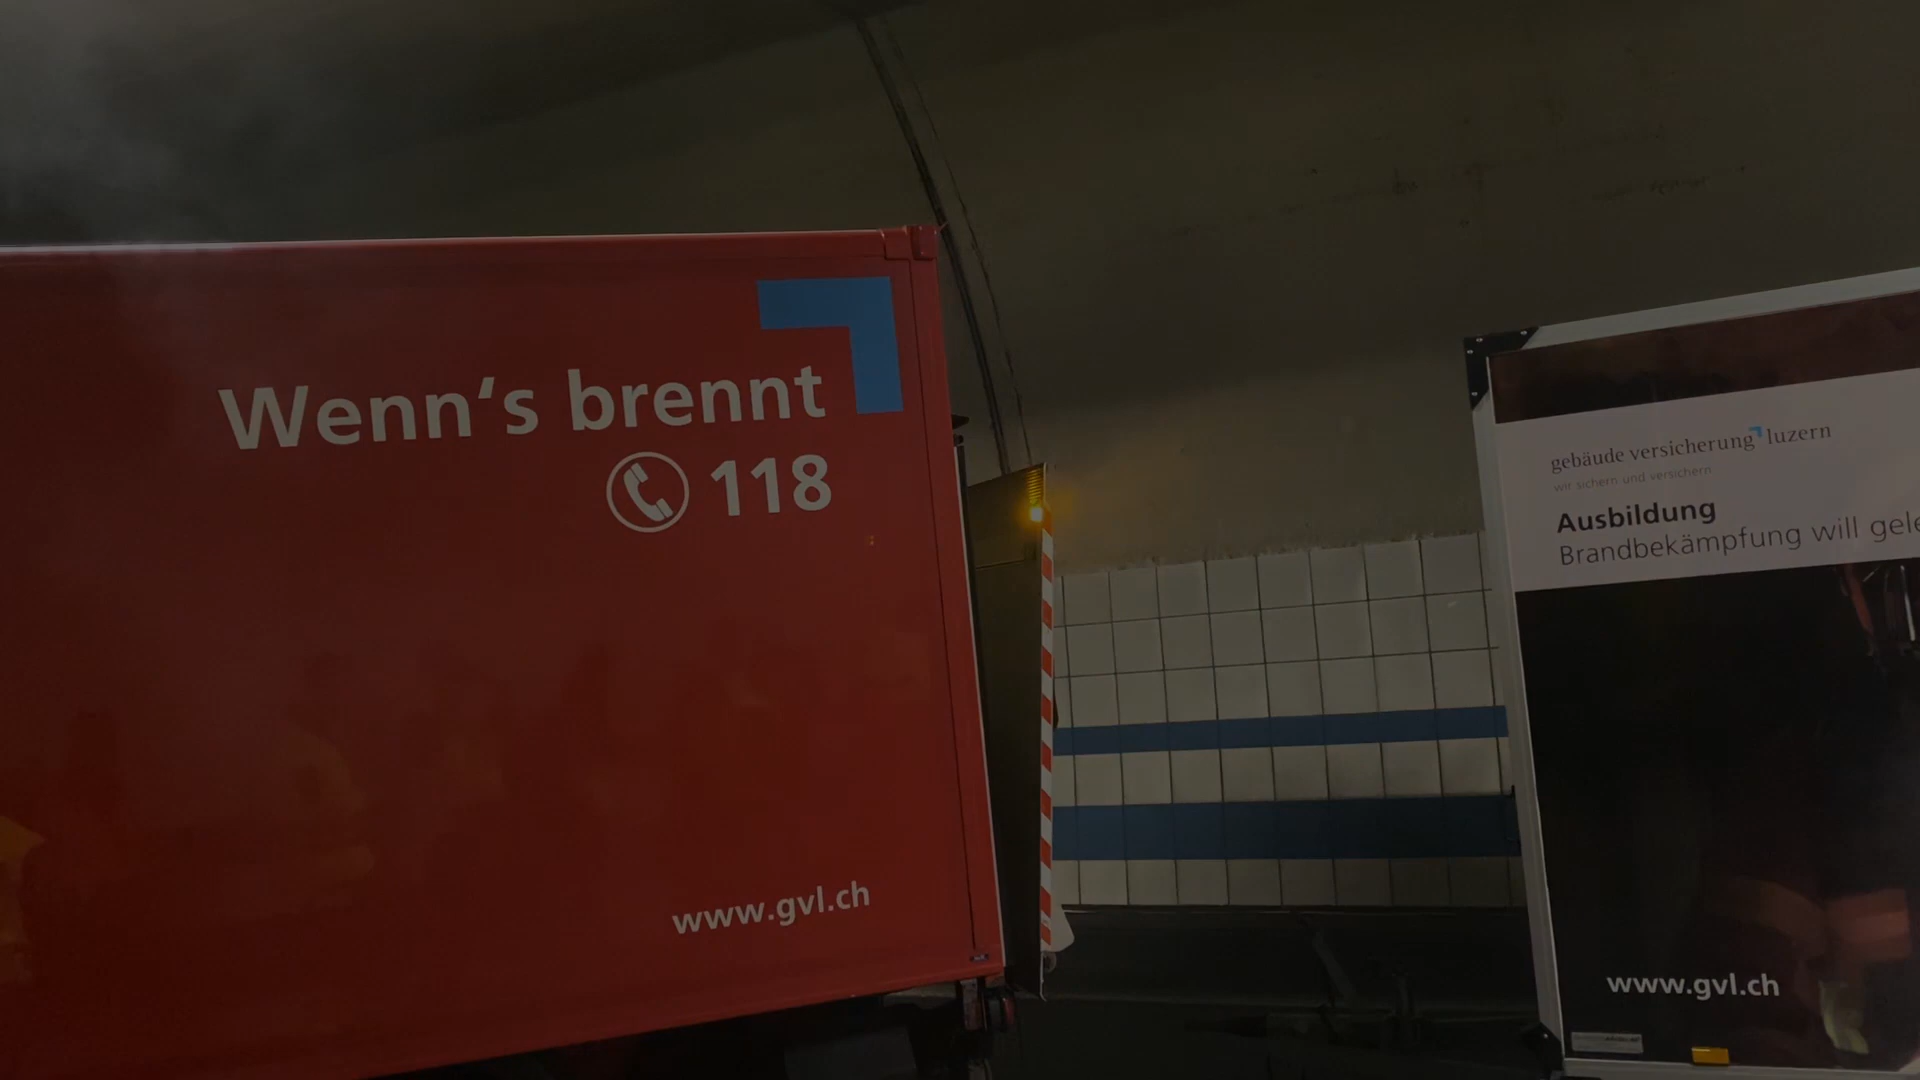 Wenn‘s brennt
118
www.gvl.ch
gebäude versicherung luzern
wir sichern und versichern
Ausbildung
Brandbekämpfung will
www.gvl.ch